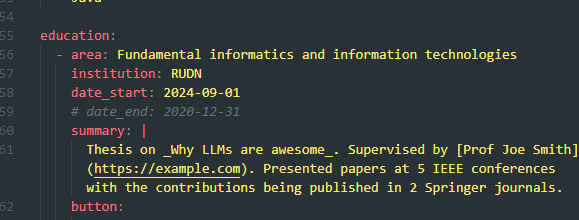 Java
54
55 education:
56 - area: Fundamental informatics and information technologies
57 institution: RUDN
58 date_start: 2024-09-01
59 # date_end: 2020-12-31
60 summary: |
61 Thesis on _Why LLMs are awesome_. Supervised by [Prof Joe Smith]
(https://example.com). Presented papers at 5 IEEE conferences
with the contributions being published in 2 Springer journals.
62 button: